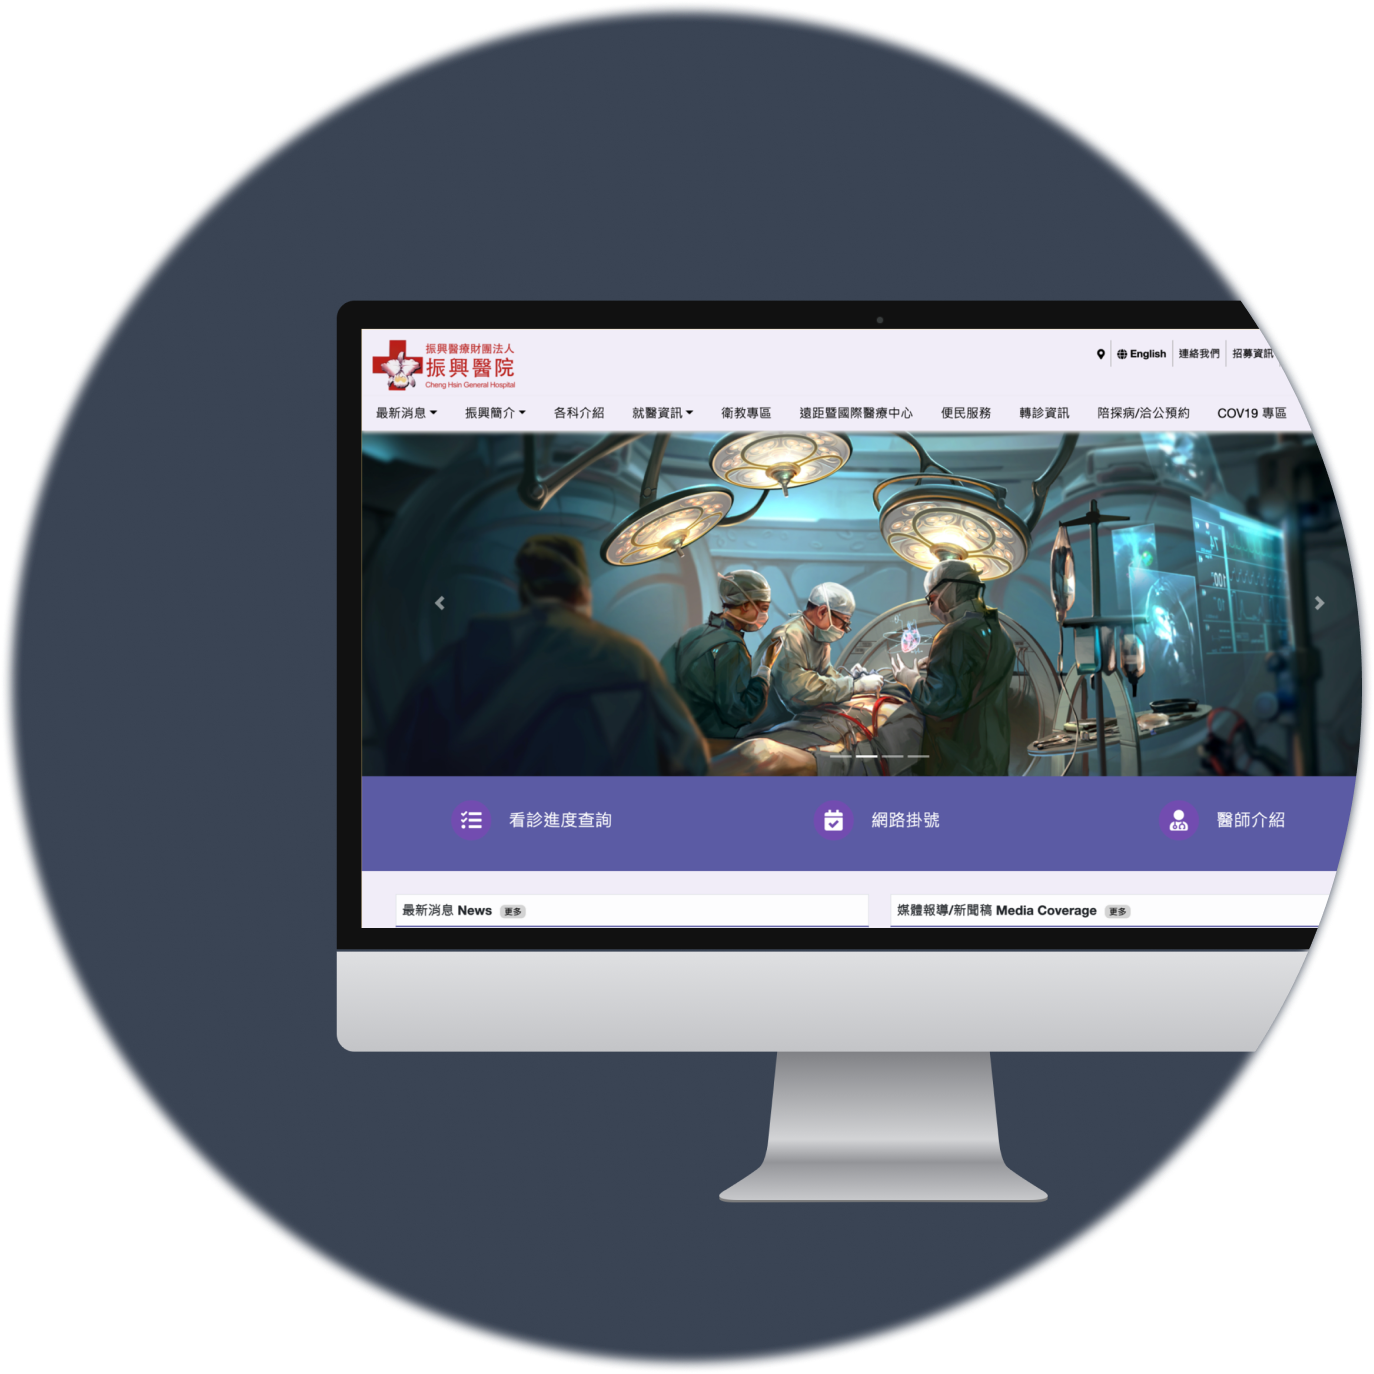 振興醫療財團法人
振興醫院
Cheng Hsin General Hospital
English 連絡我們 招募資訊
最新消息 振興簡介 各科介紹 就醫資訊 衛教專區 遠距暨國際醫療中心 便民服務 轉診資訊 陪探病/洽公預約 COV19 專區
看診進度查詢 網路掛號 醫師介紹
最新消息 News 更多 媒體報導/新聞稿 Media Coverage 更多